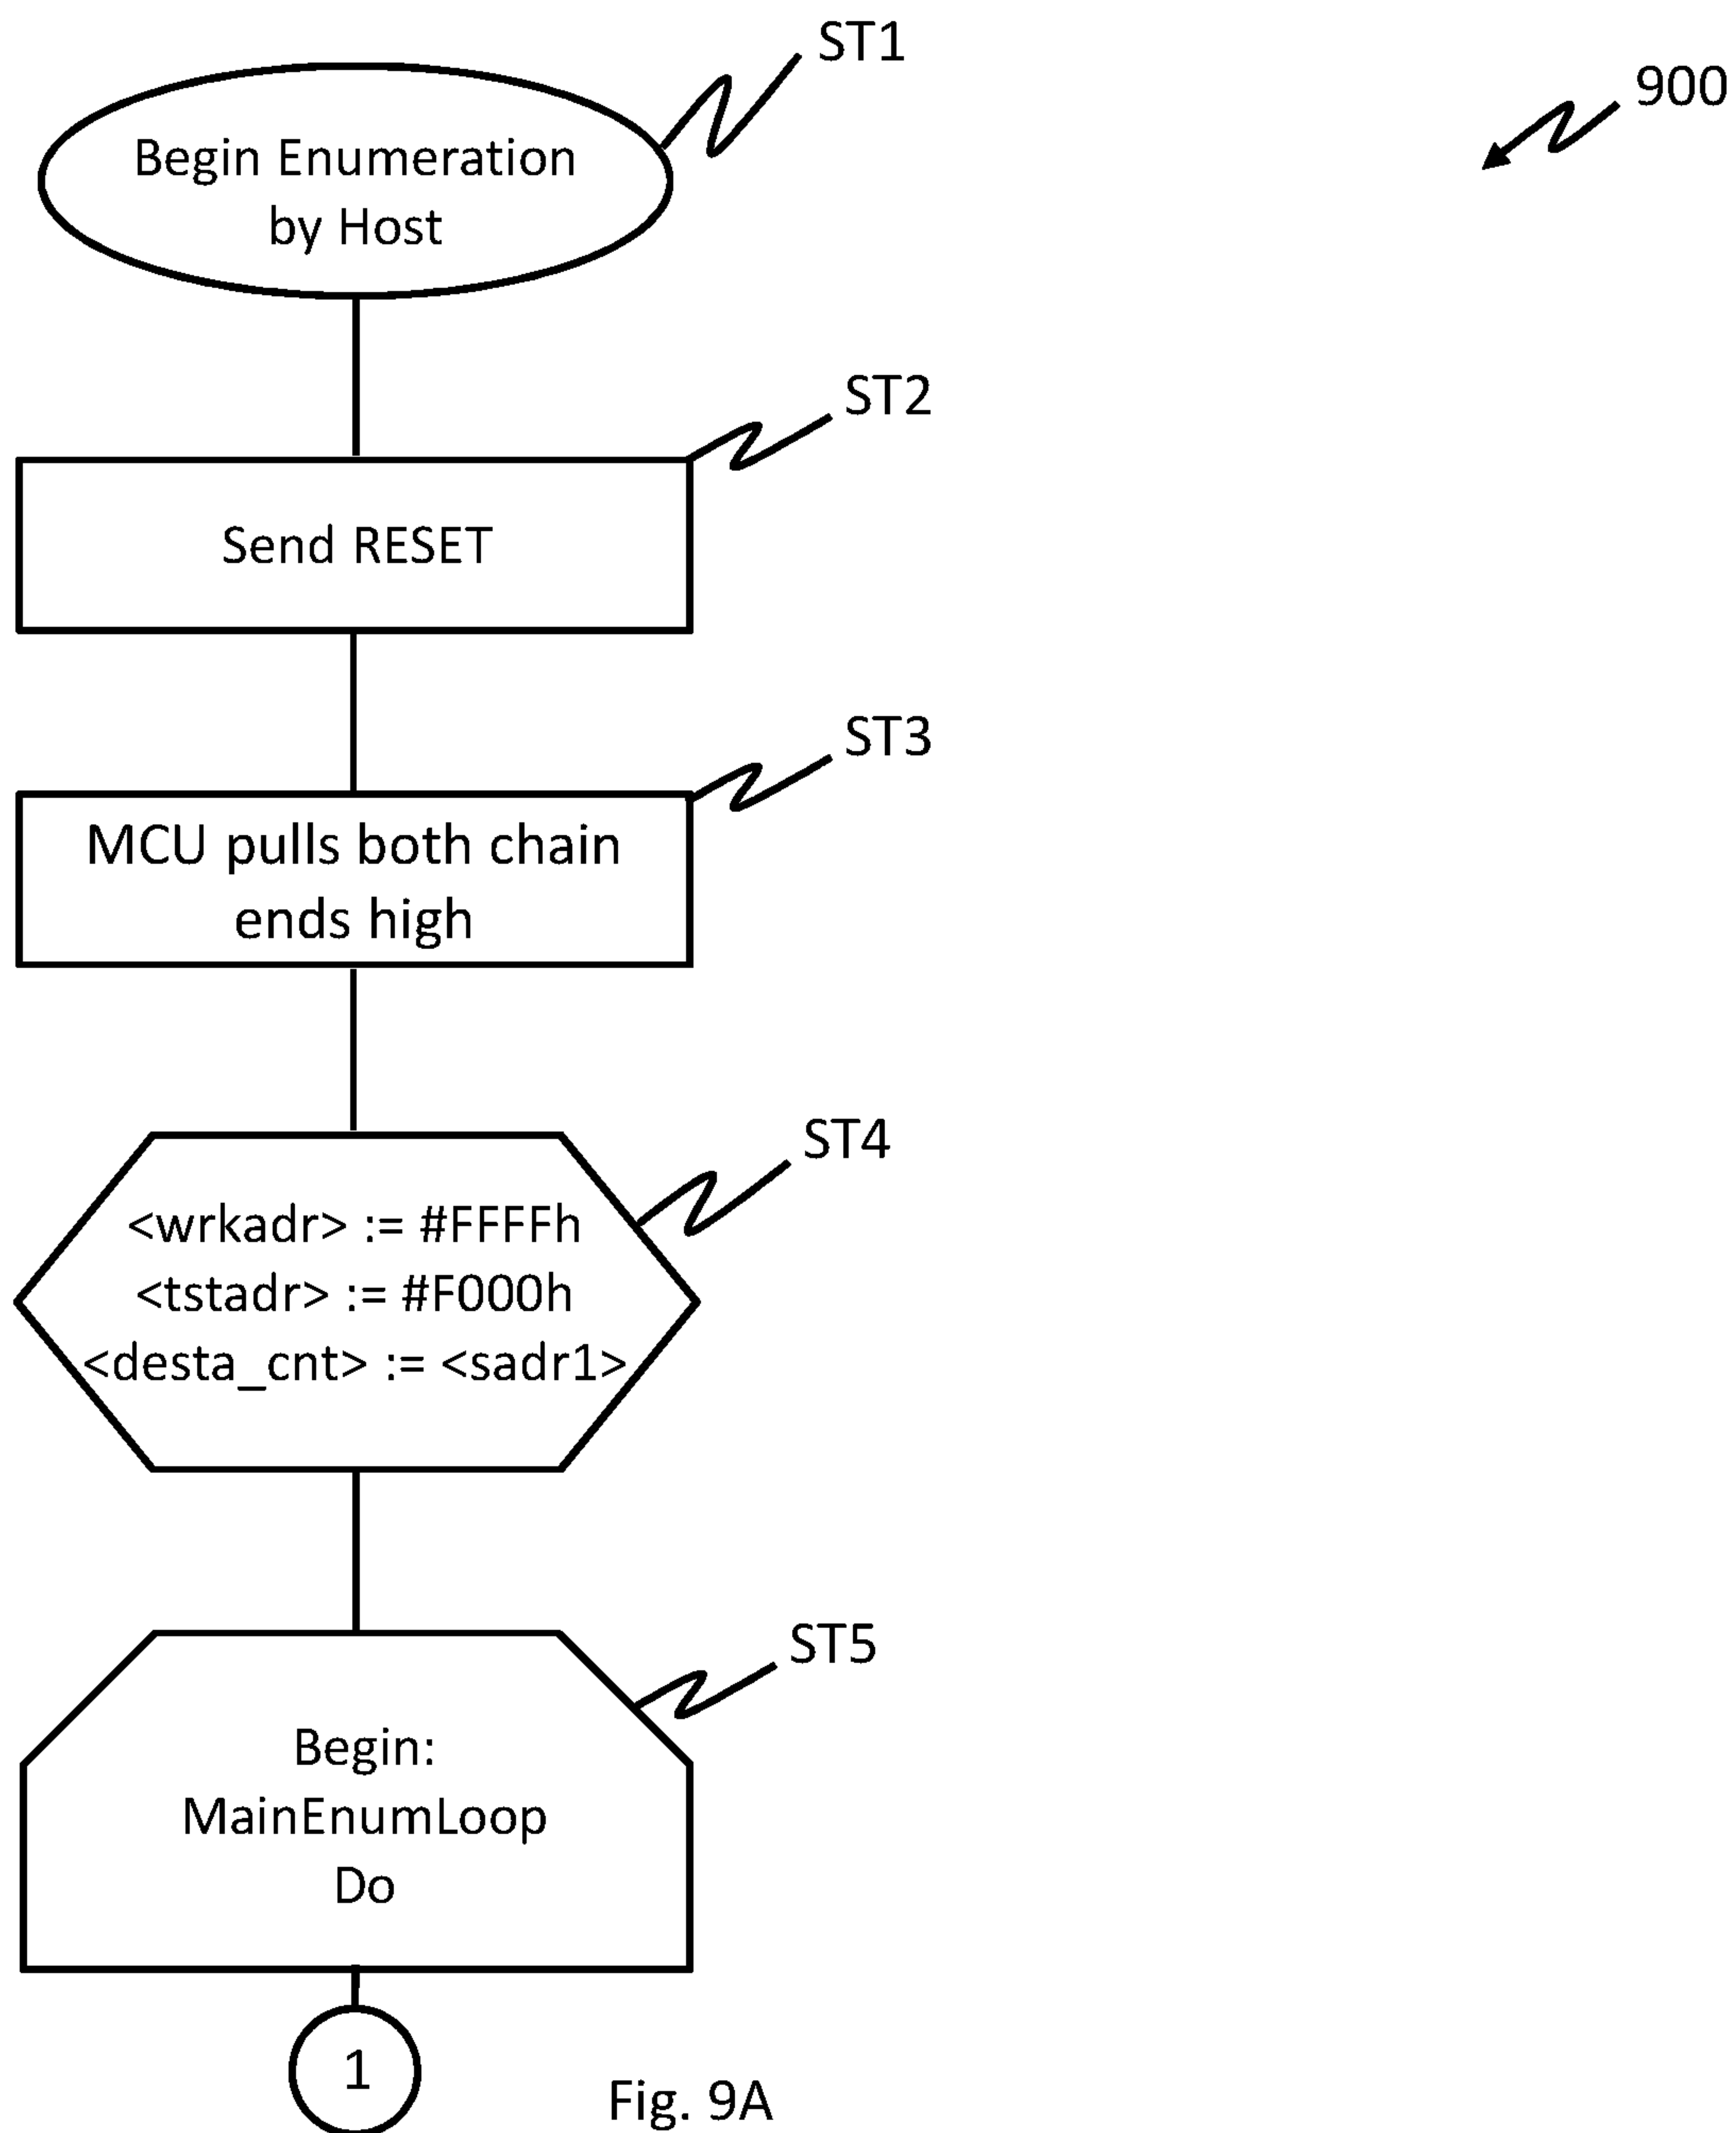 ST1
900
Begin Enumeration
by Host
ST2
Send RESET
ST3
MCU pulls both chain
ends high
ST4
<wrkadr> := #FFFFh
<tstadr> := #F000h
<desta_cnt> := <sadr1>
ST5
Begin:
MainEnumLoop
Do
1
Fig. 9A